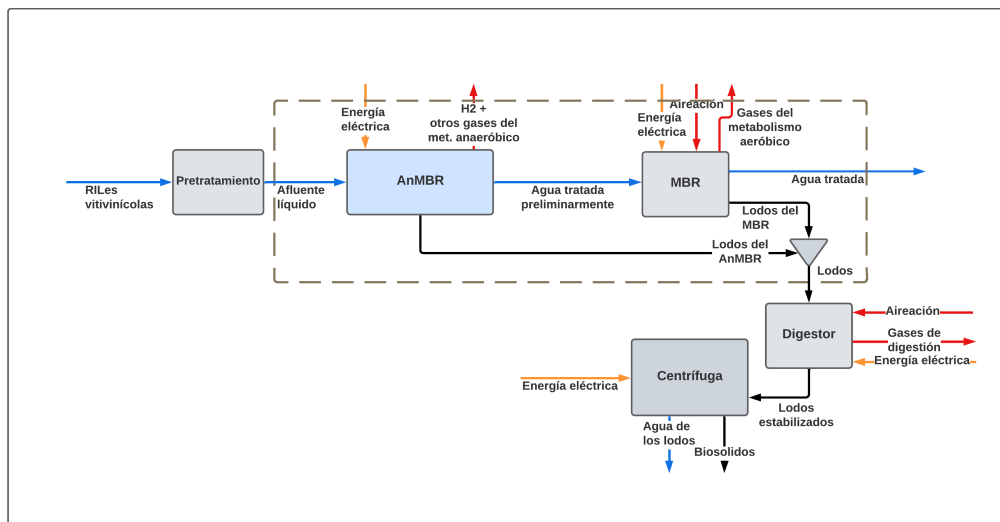 Energía
eléctrica
H2 +
otros gases del
met. anaeróbico
Aireación
Energía
eléctrica
Gases del
metabolismo
aeróbico
RILes
vitivinícolas
Pretratamiento
Afluente
líquido
AnMBR
Agua tratada
preliminarmente
MBR
Agua tratada
Lodos del
MBR
Lodos del
AnMBR
Lodos
Digestor
Aireación
Gases de
digestión
Energía eléctrica
Energía eléctrica
Centrífuga
Lodos
estabilizados
Agua de
los lodos
Biosolidos